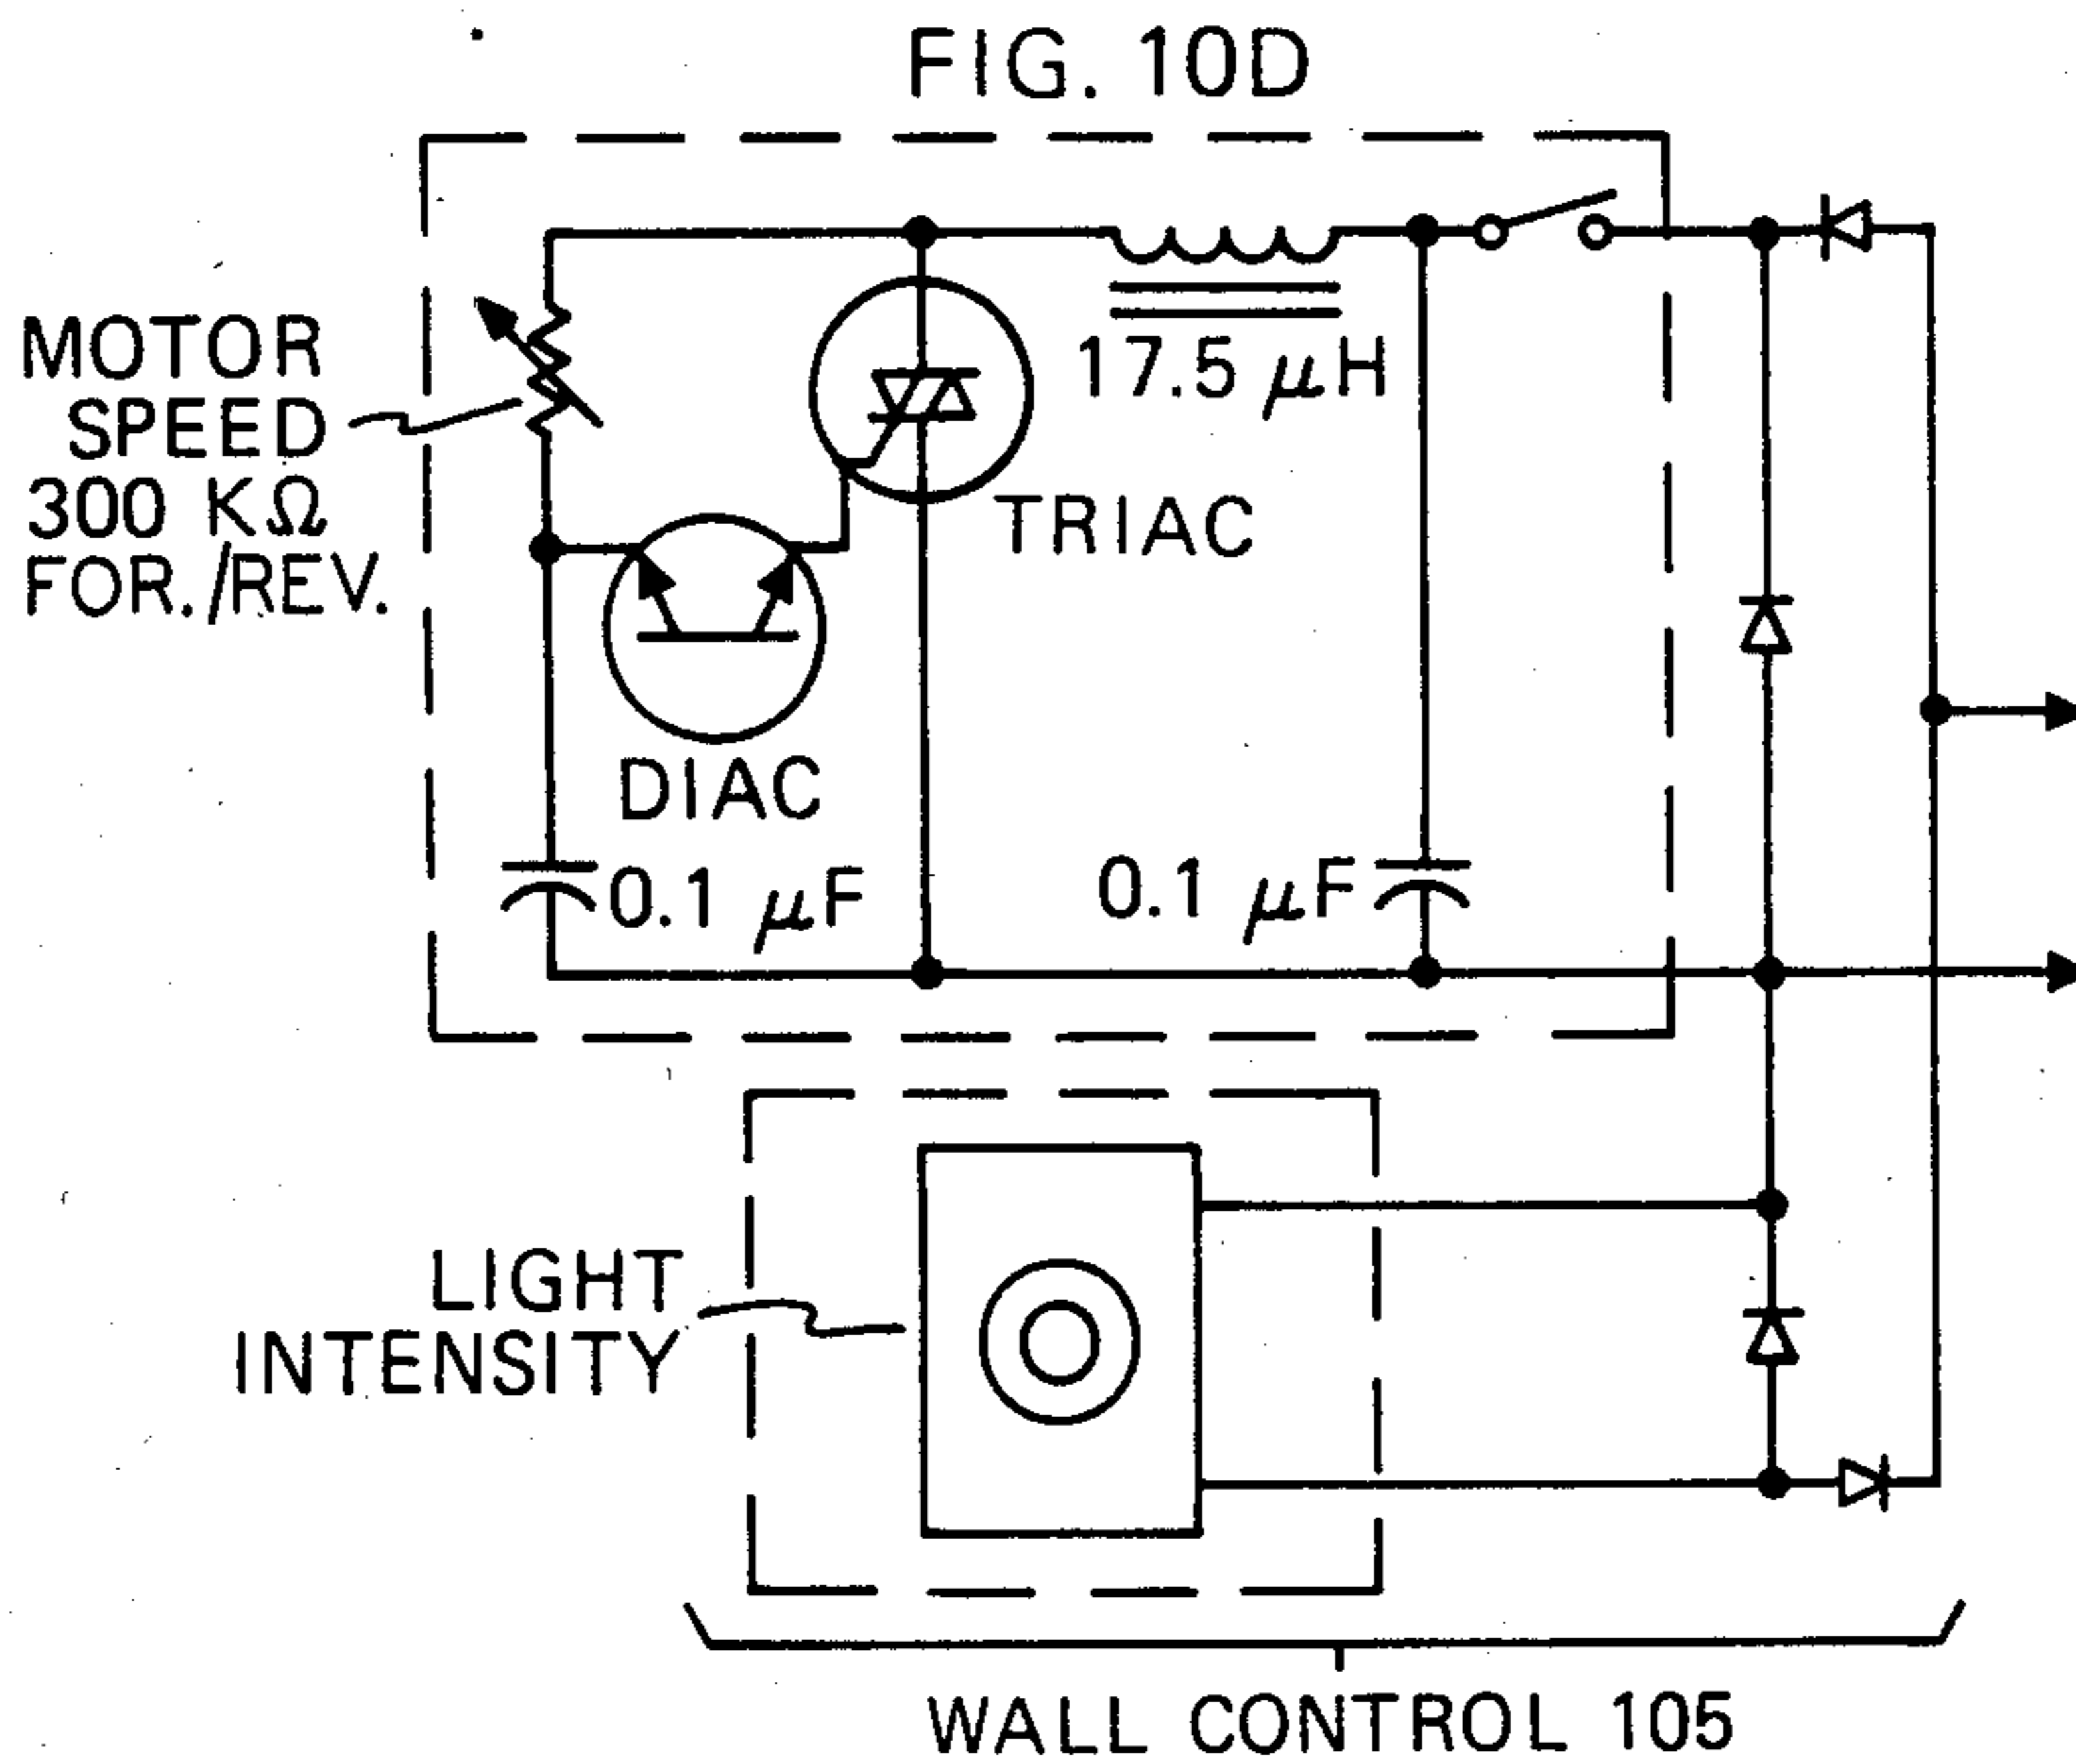 FIG. 10D
MOTOR
SPEED
300 KΩ
FOR./REV.
17.5 μH
TRIAC
DIAC
0.1 μF
0.1 μF
LIGHT
INTENSITY
WALL CONTROL 105